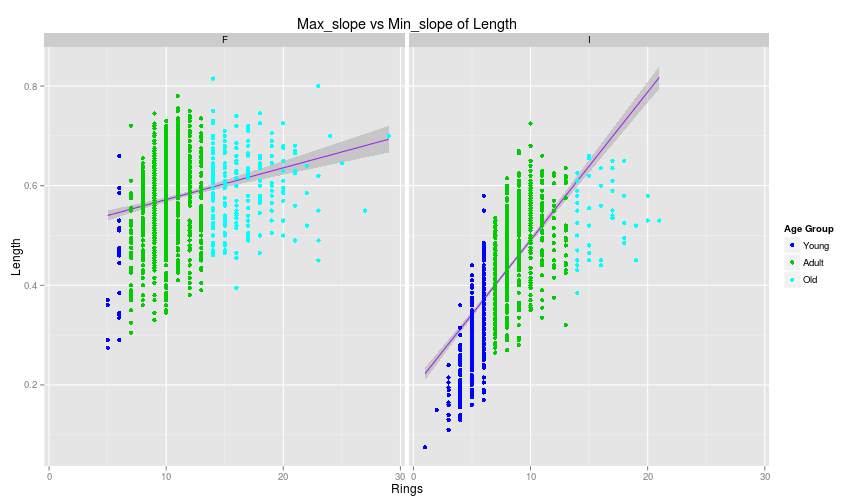 Max_slope vs Min_slope of Length
F
I
0.8
0.6
0.4
0.2
Length
0
10
20
30
0
10
20
30
Rings
Age Group
Young
Adult
Old